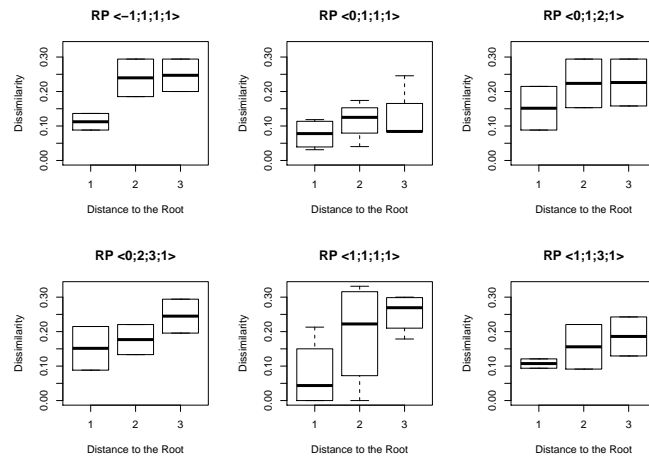 RP <-1;1;1;1>
RP <0;1;1;1>
RP <0;1;2;1>
Dissimilarity
0.00 0.10 0.20 0.30
Dissimilarity
0.00 0.10 0.20 0.30
Dissimilarity
0.00 0.10 0.20 0.30
1 2 3
1 2 3
1 2 3
Distance to the Root
Distance to the Root
Distance to the Root
RP <0;2;3;1>
RP <1;1;1;1>
RP <1;1;3;1>
Dissimilarity
0.00 0.10 0.20 0.30
Dissimilarity
0.00 0.10 0.20 0.30
Dissimilarity
0.00 0.10 0.20 0.30
1 2 3
1 2 3
1 2 3
Distance to the Root
Distance to the Root
Distance to the Root